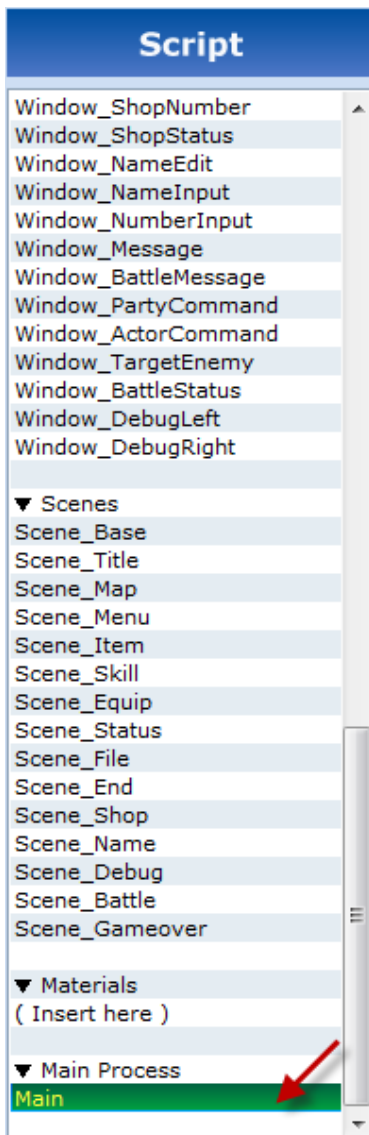 Script
Window_ShopNumber
Window_ShopStatus
Window_NameEdit
Window_NameInput
Window_NumberInput
Window_Message
Window_BattleMessage
Window_PartyCommand
Window_ActorCommand
Window_TargetEnemy
Window_BattleStatus
Window_DebugLeft
Window_DebugRight
▼ Scenes
Scene_Base
Scene_Title
Scene_Map
Scene_Menu
Scene_Item
Scene_Skill
Scene_Equip
Scene_Status
Scene_File
Scene_End
Scene_Shop
Scene_Name
Scene_Debug
Scene_Battle
Scene_Gameover
▼ Materials
( Insert here )
▼ Main Process
Main